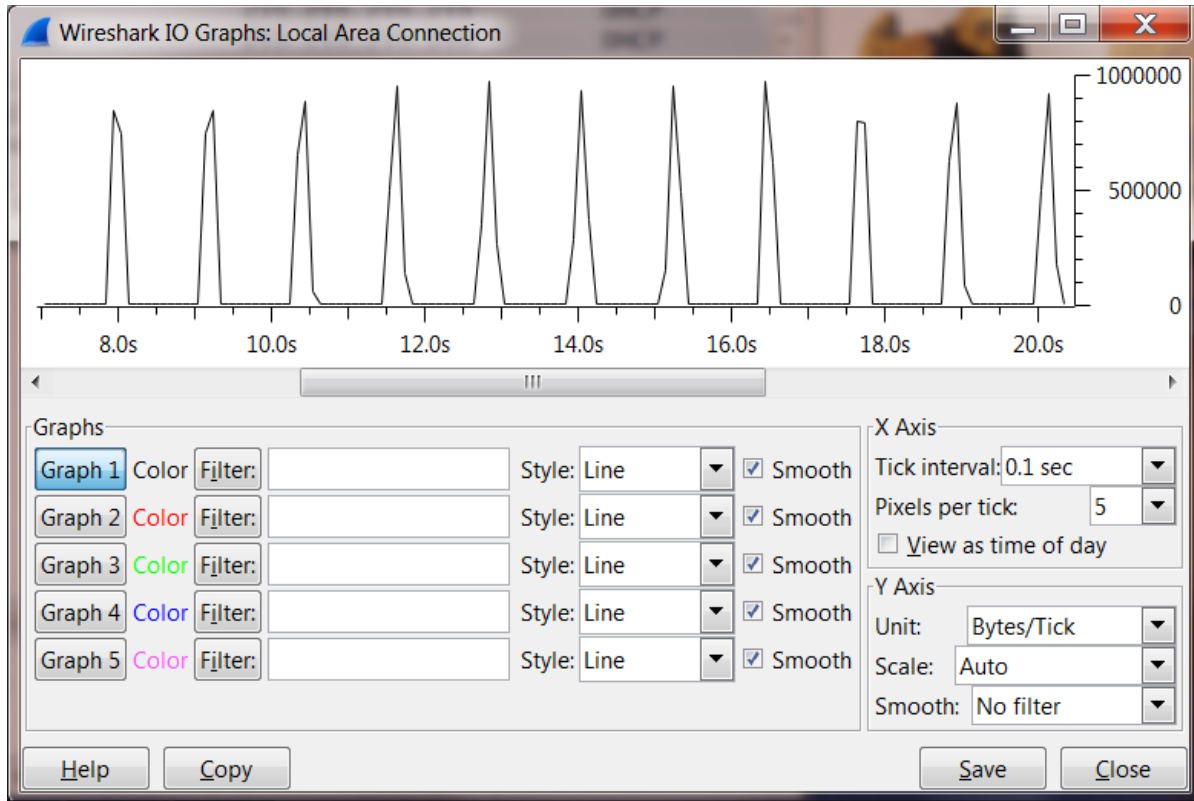 Wireshark IO Graphs: Local Area Connection
1000000
500000
0
8.0s 10.0s 12.0s 14.0s 16.0s 18.0s 20.0s
Graphs
Graph 1 Color Filter: Style: Line Smooth
Graph 2 Color Filter: Style: Line Smooth
Graph 3 Color Filter: Style: Line Smooth
Graph 4 Color Filter: Style: Line Smooth
Graph 5 Color Filter: Style: Line Smooth
X Axis
Tick interval: 0.1 sec
Pixels per tick: 5
View as time of day
Y Axis
Unit: Bytes/Tick
Scale: Auto
Smooth: No filter
Help Copy Save Close